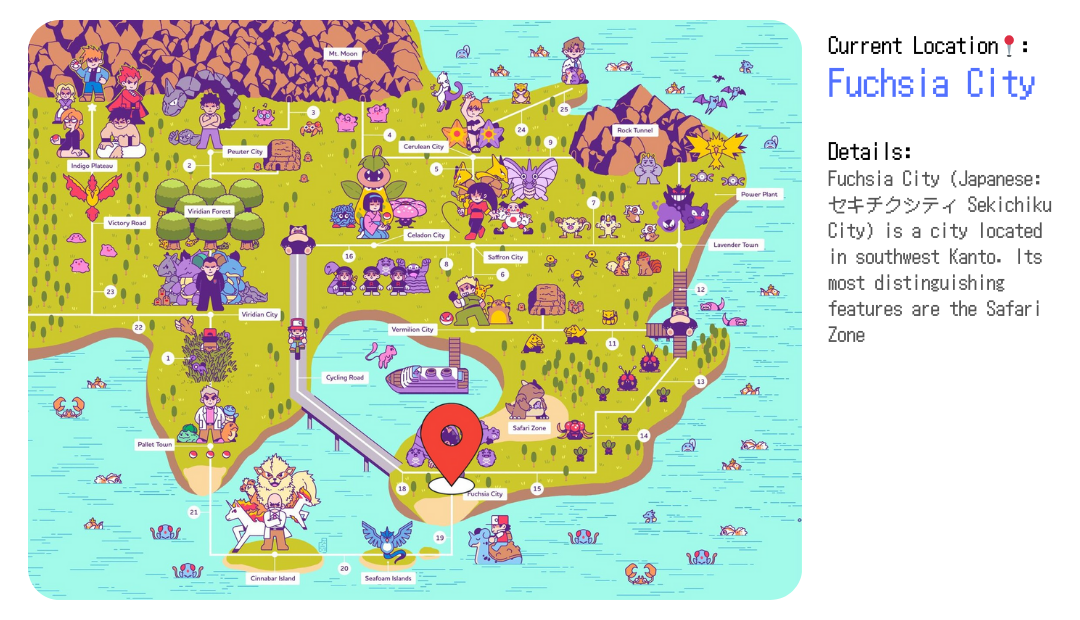 Current Location📍:
Fuchsia City
Details:
Fuchsia City (Japanese:
セキチクシティ Sekichiku
City) is a city located
in southwest Kanto. Its
most distinguishing
features are the Safari
Zone
Mt. Moon
3
25
24
4
Rock Tunnel
9
Cerulean City
Pewter City
2
Indigo Plateau
5
Power Plant
7
Viridian Forest
Victory Road
Celadon City
Lavender Town
16
Saffron City
8
6
23
12
Viridian City
22
Vermilion City
11
1
Cycling Road
13
Safari Zone
14
Pallet Town
18
Fuchsia City
15
21
19
20
Cinnabar Island
Seafoam Islands